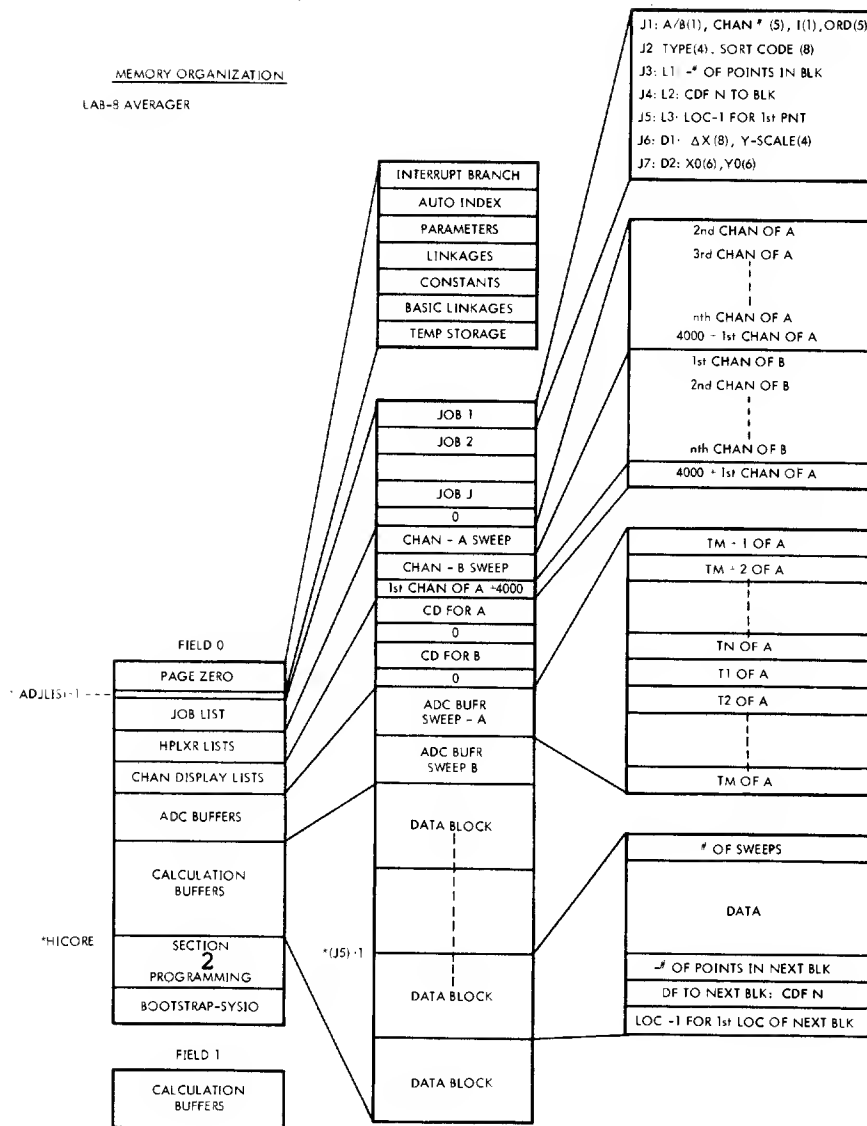 MEMORY ORGANIZATION
LAB-8 AVERAGER
FIELD 0
PAGE ZERO
JOB LIST
HPLXR LISTS
CHAN DISPLAY LISTS
ADC BUFFERS
CALCULATION
BUFFERS
*HICORE
SECTION
2
PROGRAMMING
BOOTSTRAP-SYSIO
FIELD 1
CALCULATION
BUFFERS
INTERRUPT BRANCH
AUTO INDEX
PARAMETERS
LINKAGES
CONSTANTS
BASIC LINKAGES
TEMP STORAGE
JOB 1
JOB 2
JOB J
0
CHAN - A SWEEP
CHAN - B SWEEP
1st CHAN OF A +4000
CD FOR A
0
CD FOR B
0
ADC BUFR
SWEEP - A
ADC BUFR
SWEEP B
DATA BLOCK
*(J5)+1
DATA BLOCK
DATA BLOCK
J1: A/B(1), CHAN # (5), I(1),ORD(5)
J2 TYPE(4). SORT CODE (8)
J3: L1 -# OF POINTS IN BLK
J4: L2: CDF N TO BLK
J5: L3· LOC-1 FOR 1st PNT
J6: D1· ΔX(8), Y-SCALE(4)
J7: D2: X0(6),Y0(6)
2nd CHAN OF A
3rd CHAN OF A
nth CHAN OF A
4000 + 1st CHAN OF A
1st CHAN OF B
2nd CHAN OF B
nth CHAN OF B
4000 + 1st CHAN OF A
TM + 1 OF A
TM + 2 OF A
TN OF A
T1 OF A
T2 OF A
TM OF A
# OF SWEEPS
DATA
-# OF POINTS IN NEXT BLK
DF TO NEXT BLK: CDF N
LOC -1 FOR 1st LOC OF NEXT BLK